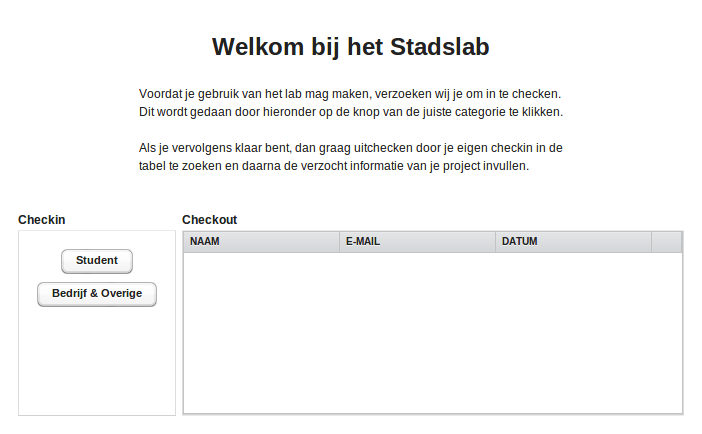 Welkom bij het Stadslab
Voordat je gebruik van het lab mag maken, verzoeken wij je om in te checken.
Dit wordt gedaan door hieronder op de knop van de juiste categorie te klikken.
Als je vervolgens klaar bent, dan graag uitchecken door je eigen checkin in de
tabel te zoeken en daarna de verzocht informatie van je project invullen.
Checkin
Student
Bedrijf & Overige
Checkout
NAAM E-MAIL DATUM